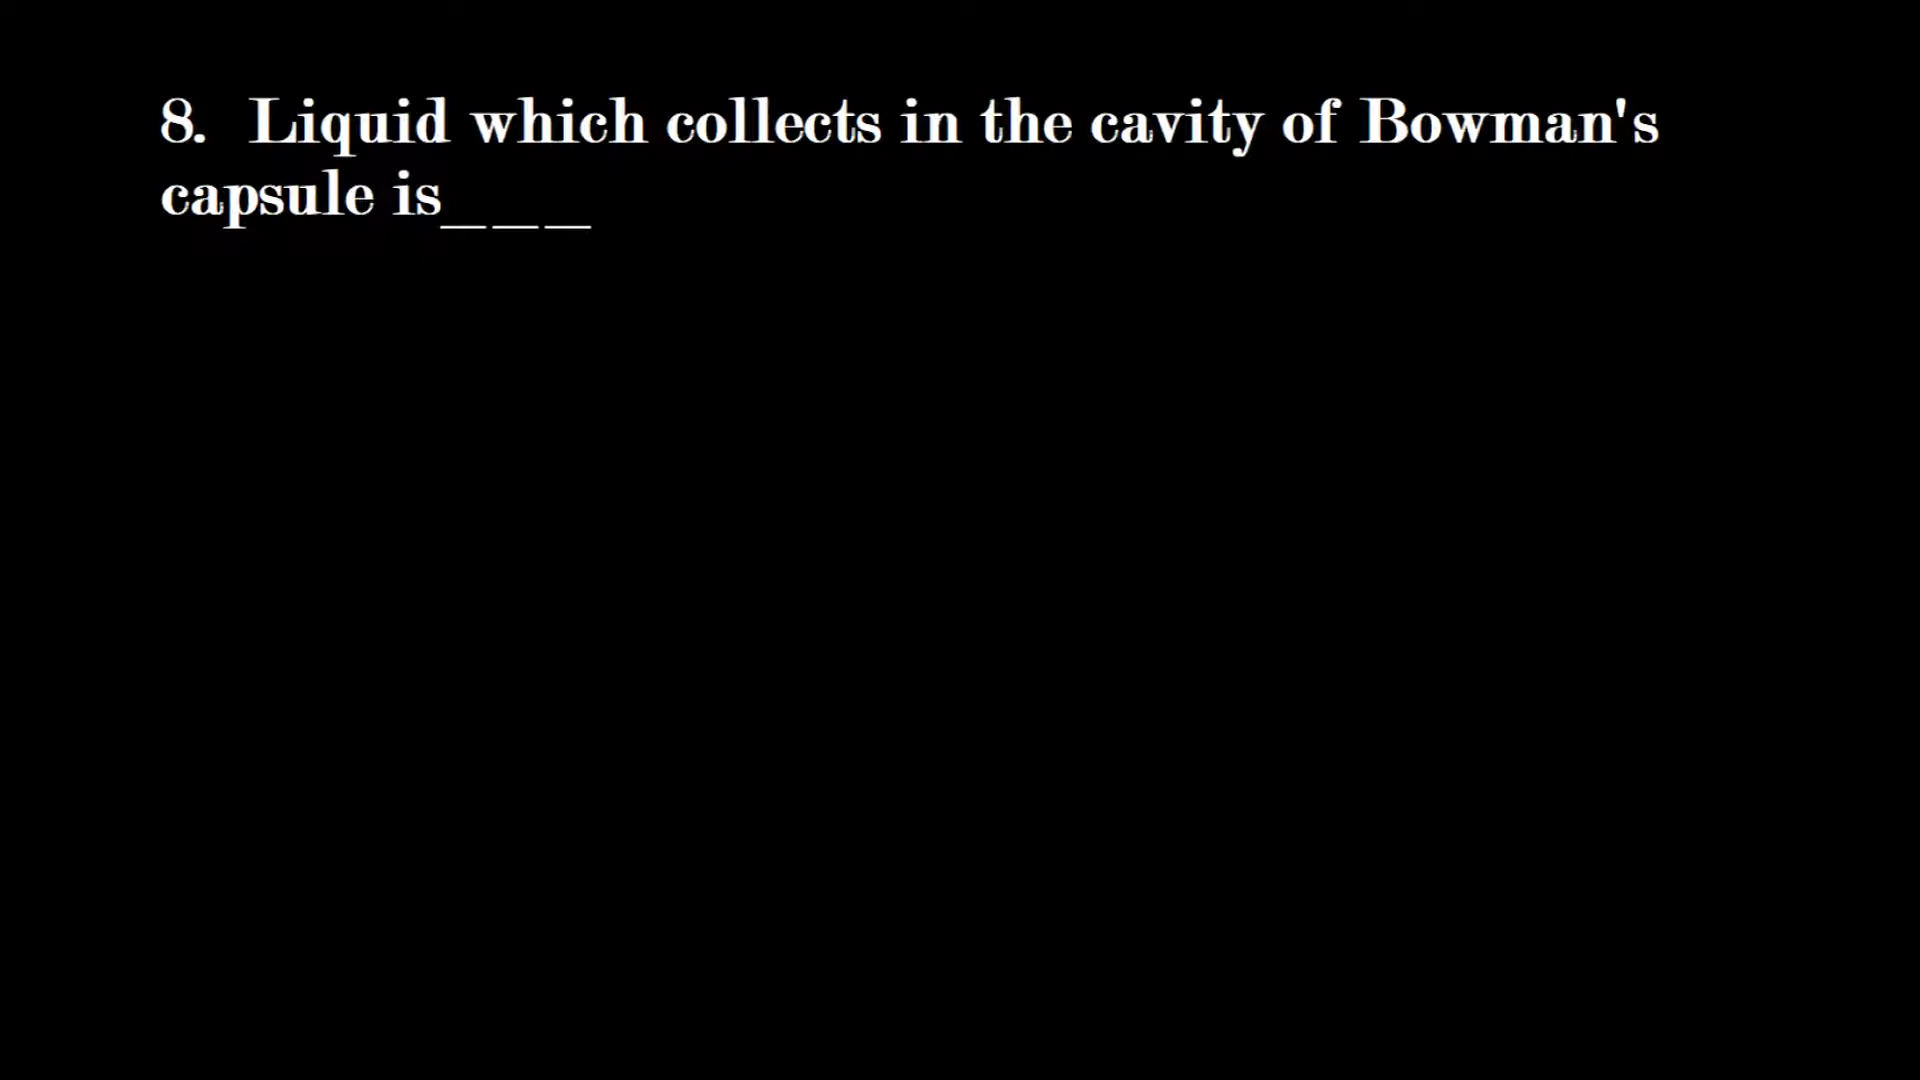 8. Liquid which collects in the cavity of Bowman's
capsule is___